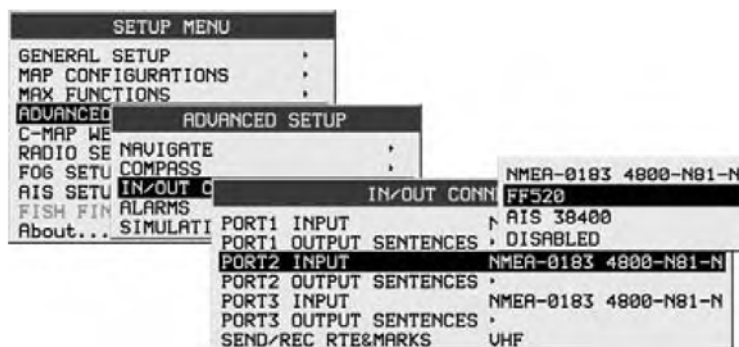 SETUP MENU
GENERAL SETUP
MAP CONFIGURATIONS
MAX FUNCTIONS
ADVANCED
C-MAP WE
RADIO SE
FOG SETU
AIS SETU
FISH FIN
About...
ADVANCED SETUP
NAVIGATE
COMPASS
IN/OUT C
ALARMS
SIMULATI
IN/OUT CONN
PORT1 INPUT N
PORT1 OUTPUT SENTENCES
PORT2 INPUT NMEA-0183 4800-N81-N
PORT2 OUTPUT SENTENCES
PORT3 INPUT NMEA-0183 4800-N81-N
PORT3 OUTPUT SENTENCES
SEND/REC RTE&MARKS VHF
NMEA-0183 4800-N81-N
FF520
AIS 38400
DISABLED